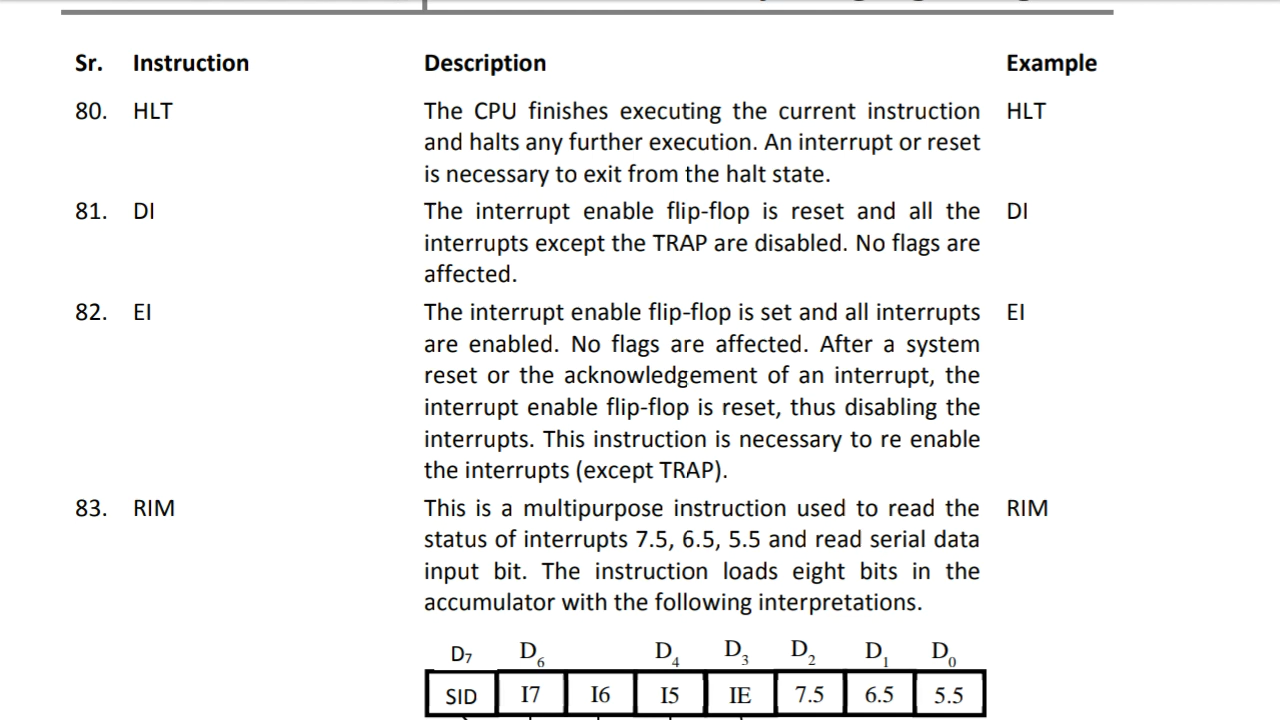 Sr. Instruction Description Example
80. HLT The CPU finishes executing the current instruction HLT
and halts any further execution. An interrupt or reset
is necessary to exit from the halt state.
81. DI The interrupt enable flip-flop is reset and all the DI
interrupts except the TRAP are disabled. No flags are
affected.
82. EI The interrupt enable flip-flop is set and all interrupts EI
are enabled. No flags are affected. After a system
reset or the acknowledgement of an interrupt, the
interrupt enable flip-flop is reset, thus disabling the
interrupts. This instruction is necessary to re enable
the interrupts (except TRAP).
83. RIM This is a multipurpose instruction used to read the RIM
status of interrupts 7.5, 6.5, 5.5 and read serial data
input bit. The instruction loads eight bits in the
accumulator with the following interpretations.
D7 D6 D4 D3 D2 D1 D0
SID I7 I6 I5 IE 7.5 6.5 5.5